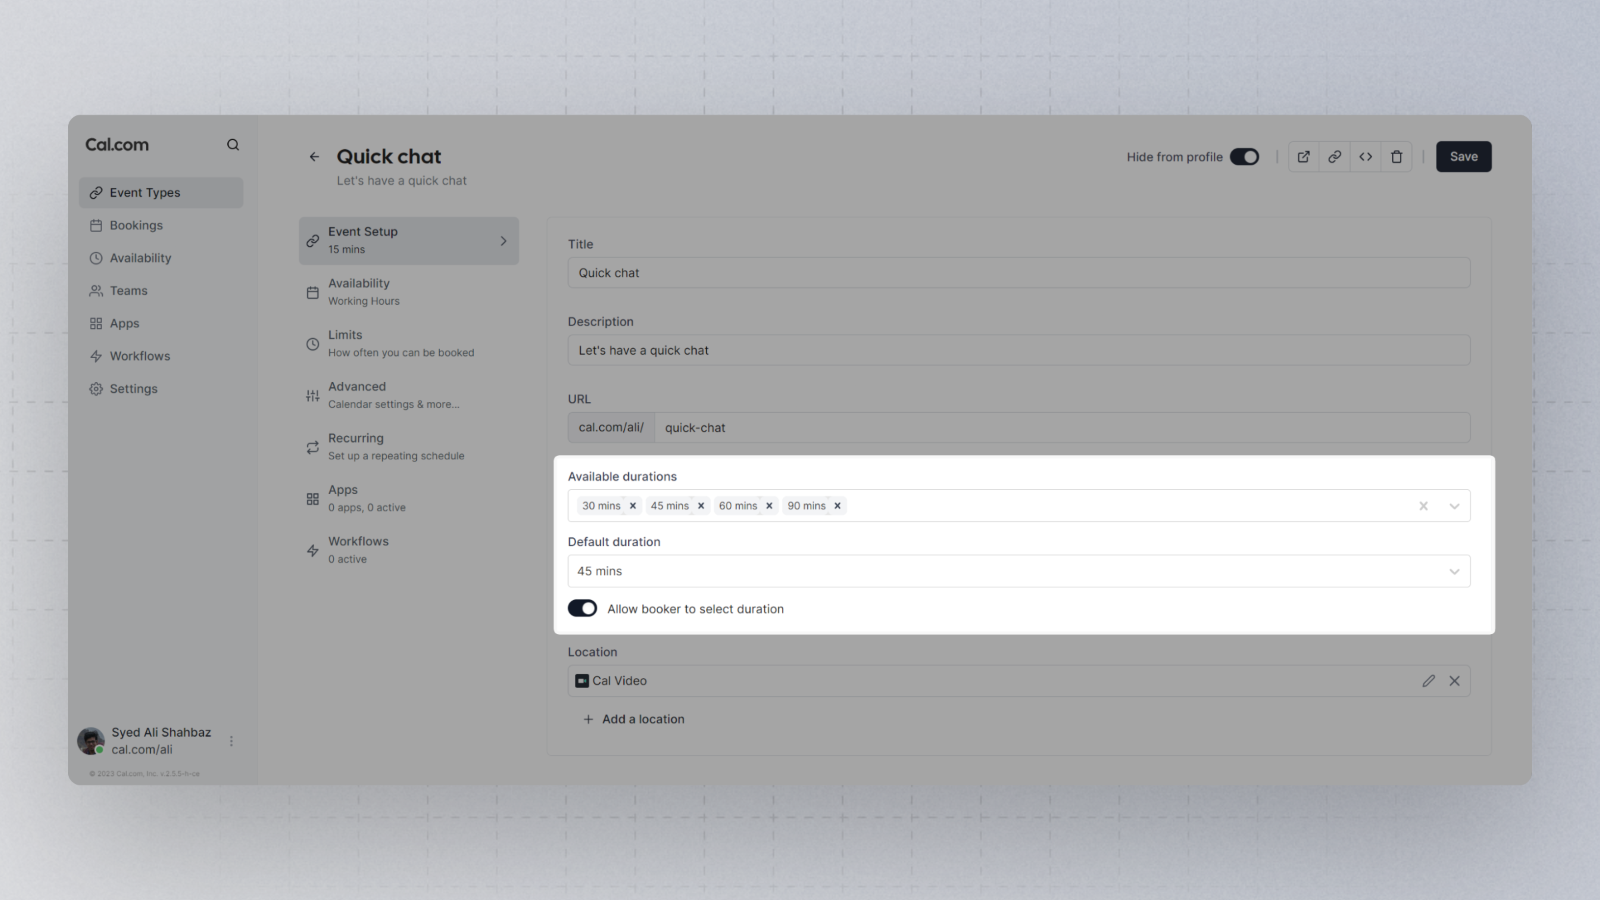 Cal.com
Event Types
Bookings
Availability
Teams
Apps
Workflows
Settings
Syed Ali Shahbaz
cal.com/ali
© 2023 Cal.com, Inc. v.2.5.5-h-ce
Quick chat
Let's have a quick chat
Hide from profile
Save
Event Setup
15 mins
Availability
Working Hours
Limits
How often you can be booked
Advanced
Calendar settings & more...
Recurring
Set up a repeating schedule
Apps
0 apps, 0 active
Workflows
0 active
Title
Quick chat
Description
Let's have a quick chat
URL
cal.com/ali/ quick-chat
Available durations
30 mins 45 mins 60 mins 90 mins
Default duration
45 mins
Allow booker to select duration
Location
Cal Video
Add a location